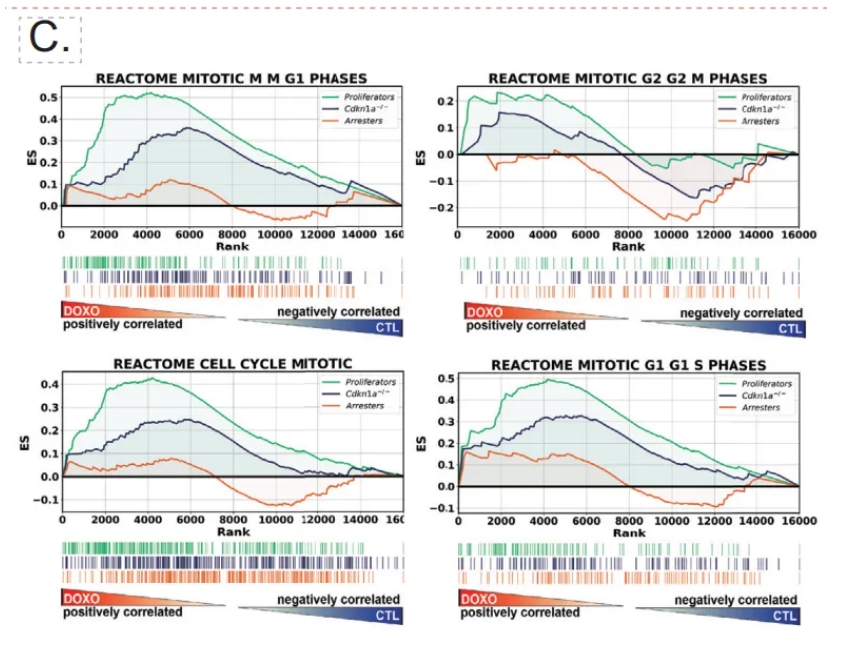 C.
REACTOME MITOTIC M M G1 PHASES
Proliferators
Cdkn1a⁻/⁻
Arresters
0.5
0.4
0.3
0.2
0.1
0.0
ES
0 2000 4000 6000 8000 10000 12000 14000 160
Rank
DOXO
positively correlated
negatively correlated
CTL
REACTOME MITOTIC G2 G2 M PHASES
Proliferators
Cdkn1a⁻/⁻
Arresters
0.2
0.1
0.0
−0.1
−0.2
ES
0 2000 4000 6000 8000 10000 12000 14000 16000
Rank
DOXO
positively correlated
negatively correlated
CTL
REACTOME CELL CYCLE MITOTIC
Proliferators
Cdkn1a⁻/⁻
Arresters
0.4
0.3
0.2
0.1
0.0
−0.1
ES
0 2000 4000 6000 8000 10000 12000 14000 160
Rank
DOXO
positively correlated
negatively correlated
CTL
REACTOME MITOTIC G1 G1 S PHASES
Proliferators
Cdkn1a⁻/⁻
Arresters
0.5
0.4
0.3
0.2
0.1
0.0
−0.1
ES
0 2000 4000 6000 8000 10000 12000 14000 16000
Rank
DOXO
positively correlated
negatively correlated
CTL